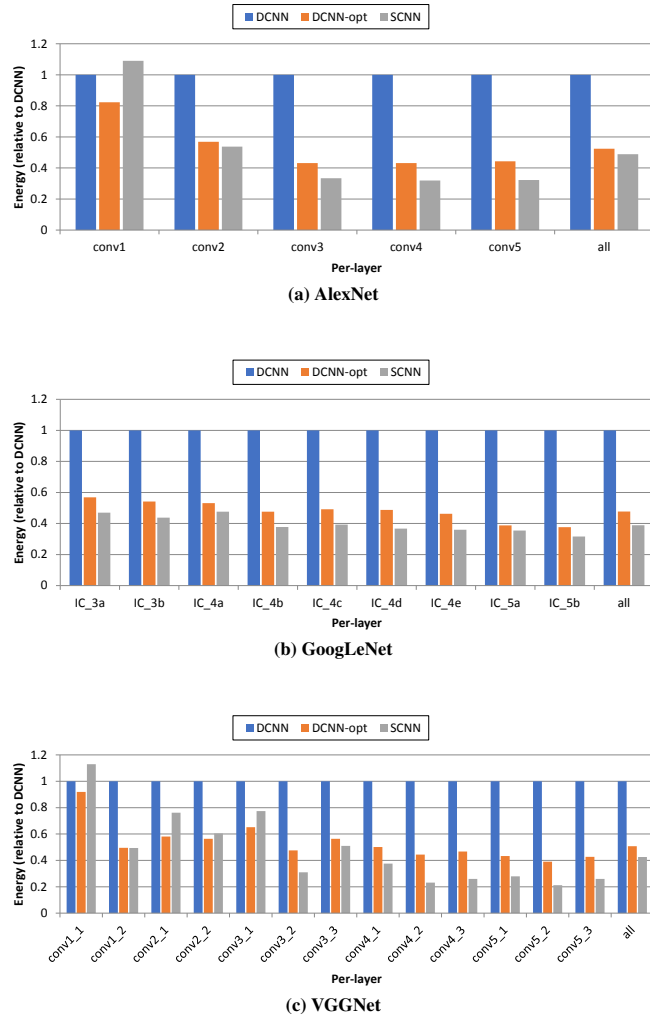 DCNN DCNN-opt SCNN
1.2
1
0.8
0.6
0.4
0.2
0
Energy (relative to DCNN)
conv1 conv2 conv3 conv4 conv5 all
Per-layer
(a) AlexNet
DCNN DCNN-opt SCNN
1.2
1
0.8
0.6
0.4
0.2
0
Energy (relative to DCNN)
IC_3a IC_3b IC_4a IC_4b IC_4c IC_4d IC_4e IC_5a IC_5b all
Per-layer
(b) GoogLeNet
DCNN DCNN-opt SCNN
1.2
1
0.8
0.6
0.4
0.2
0
Energy (relative to DCNN)
conv1_1 conv1_2 conv2_1 conv2_2 conv3_1 conv3_2 conv3_3 conv4_1 conv4_2 conv4_3 conv5_1 conv5_2 conv5_3 all
Per-layer
(c) VGGNet